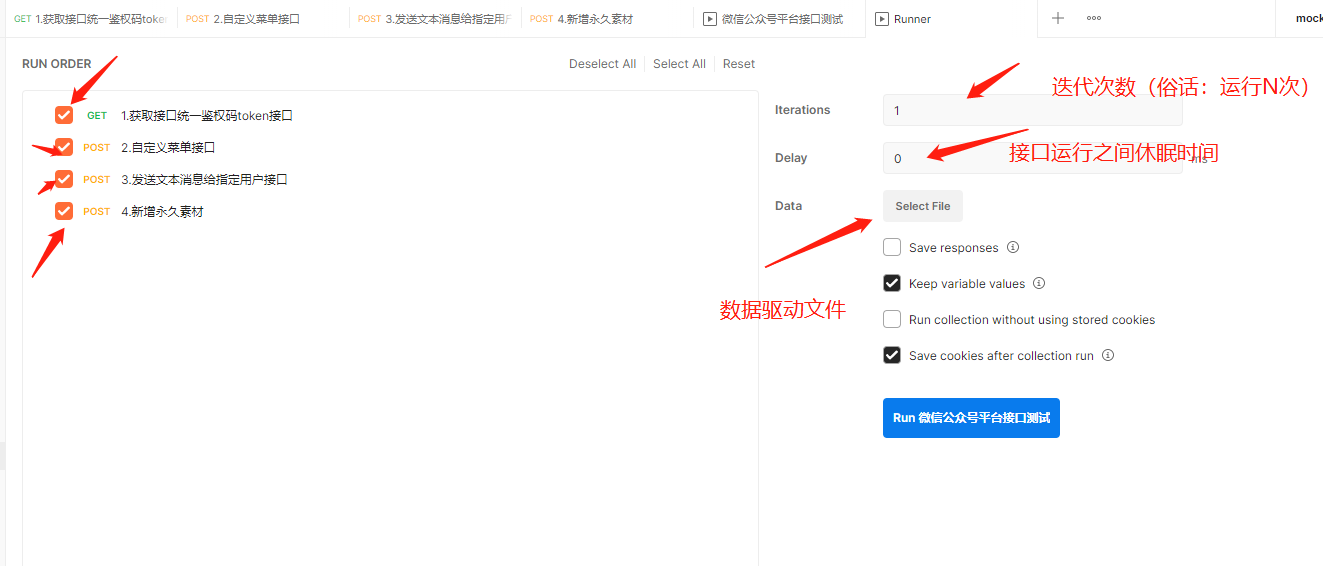 GET 1.获取接口统一鉴权码toke
POST 2.自定义菜单接口
POST 3.发送文本消息给指定用户
POST 4.新增永久素材
微信公众号平台接口测试
Runner
mock
RUN ORDER
Deselect All
Select All
Reset
GET 1.获取接口统一鉴权码token接口
POST 2.自定义菜单接口
POST 3.发送文本消息给指定用户接口
POST 4.新增永久素材
Iterations
1
迭代次数（俗话：运行N次）
Delay
0
接口运行之间休眠时间
Data
Select File
数据驱动文件
Save responses
Keep variable values
Run collection without using stored cookies
Save cookies after collection run
Run 微信公众号平台接口测试